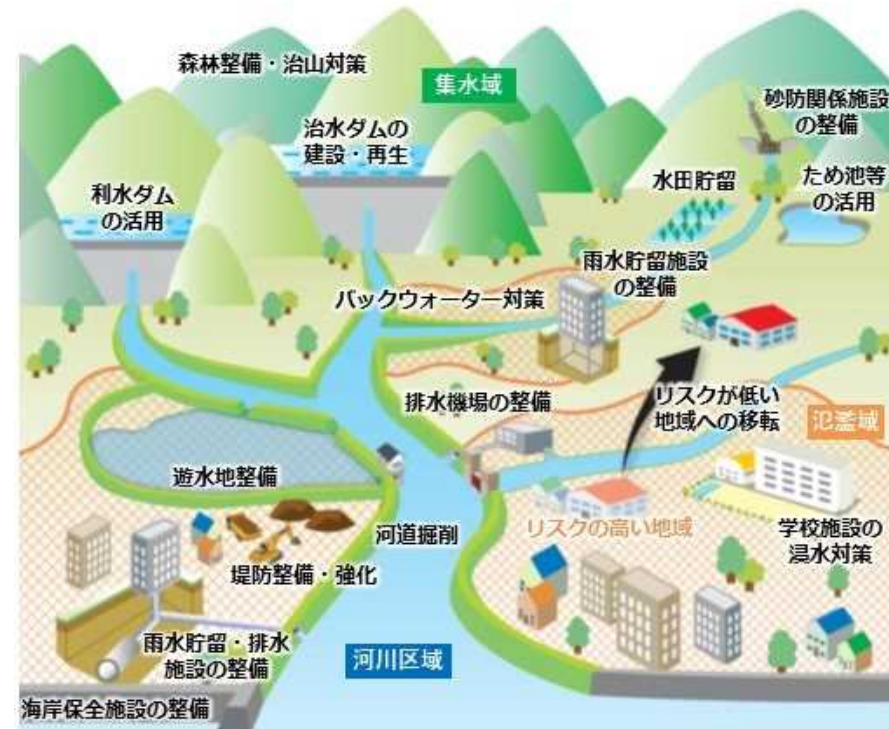 森林整備・治山対策
集水域
砂防関係施設
の整備
治水ダムの
建設・再生
水田貯留
ため池等
の活用
利水ダム
の活用
雨水貯留施設
の整備
バックウォーター対策
排水機場の整備
リスクが低い
地域への移転
氾濫域
遊水地整備
リスクの高い地域
学校施設の
浸水対策
河道掘削
堤防整備・強化
雨水貯留・排水
施設の整備
河川区域
海岸保全施設の整備